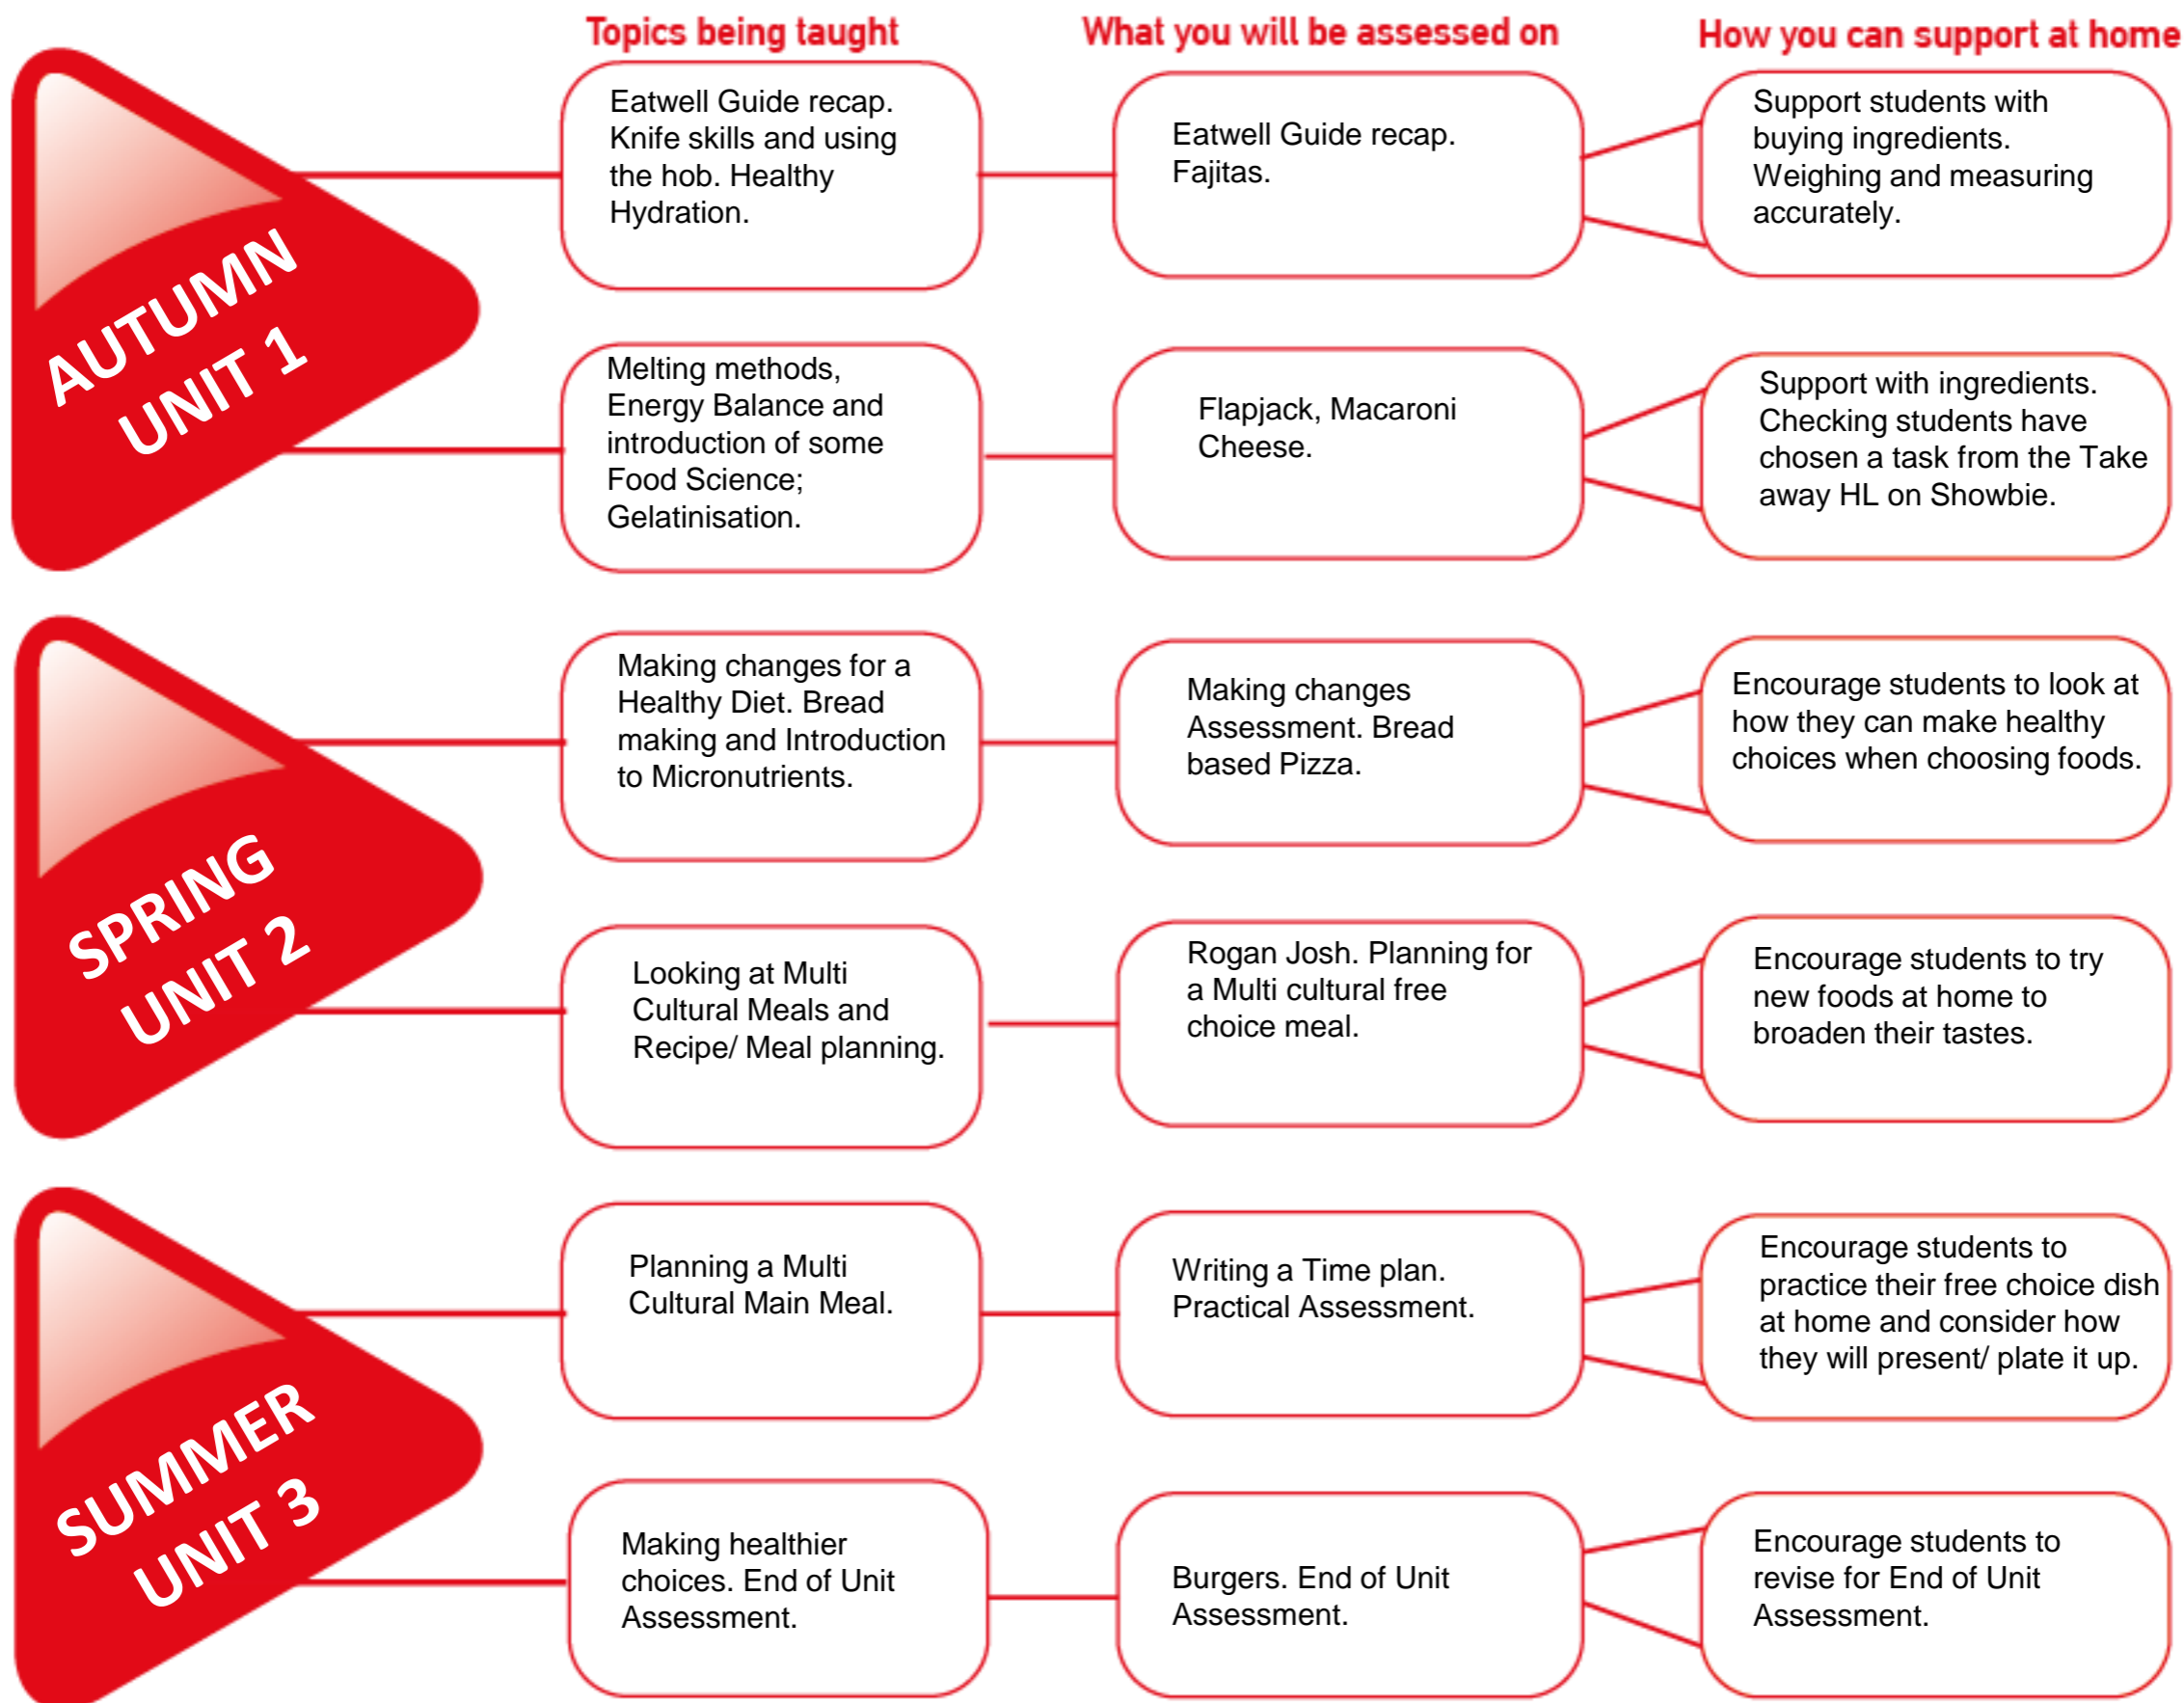 Topics being taught
What you will be assessed on
How you can support at home
AUTUMN
UNIT 1
Eatwell Guide recap.
Knife skills and using
the hob. Healthy
Hydration.
Eatwell Guide recap.
Fajitas.
Support students with
buying ingredients.
Weighing and measuring
accurately.
Melting methods,
Energy Balance and
introduction of some
Food Science;
Gelatinisation.
Flapjack, Macaroni
Cheese.
Support with ingredients.
Checking students have
chosen a task from the Take
away HL on Showbie.
SPRING
UNIT 2
Making changes for a
Healthy Diet. Bread
making and Introduction
to Micronutrients.
Making changes
Assessment. Bread
based Pizza.
Encourage students to look at
how they can make healthy
choices when choosing foods.
Looking at Multi
Cultural Meals and
Recipe/ Meal planning.
Rogan Josh. Planning for
a Multi cultural free
choice meal.
Encourage students to try
new foods at home to
broaden their tastes.
SUMMER
UNIT 3
Planning a Multi
Cultural Main Meal.
Writing a Time plan.
Practical Assessment.
Encourage students to
practice their free choice dish
at home and consider how
they will present/ plate it up.
Making healthier
choices. End of Unit
Assessment.
Burgers. End of Unit
Assessment.
Encourage students to
revise for End of Unit
Assessment.